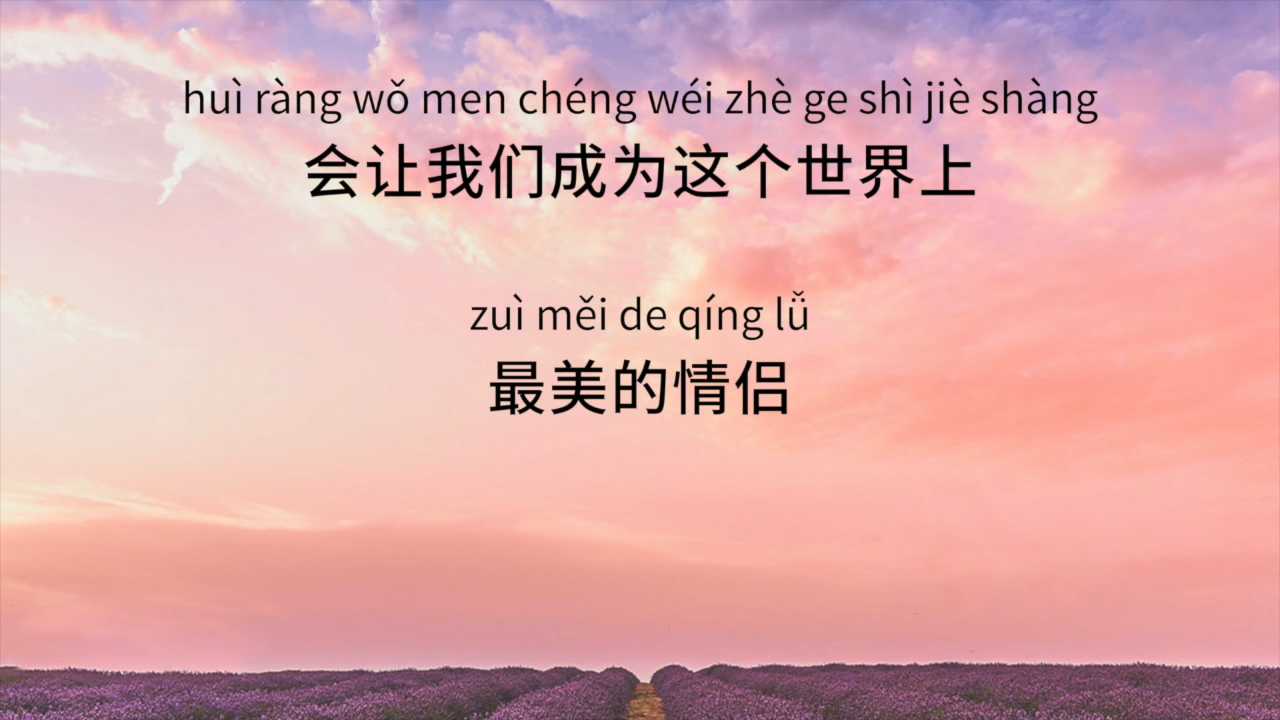 huì ràng wǒ men chéng wéi zhè ge shì jiè shàng
会让我们成为这个世界上
zuì měi de qíng lǚ
最美的情侣